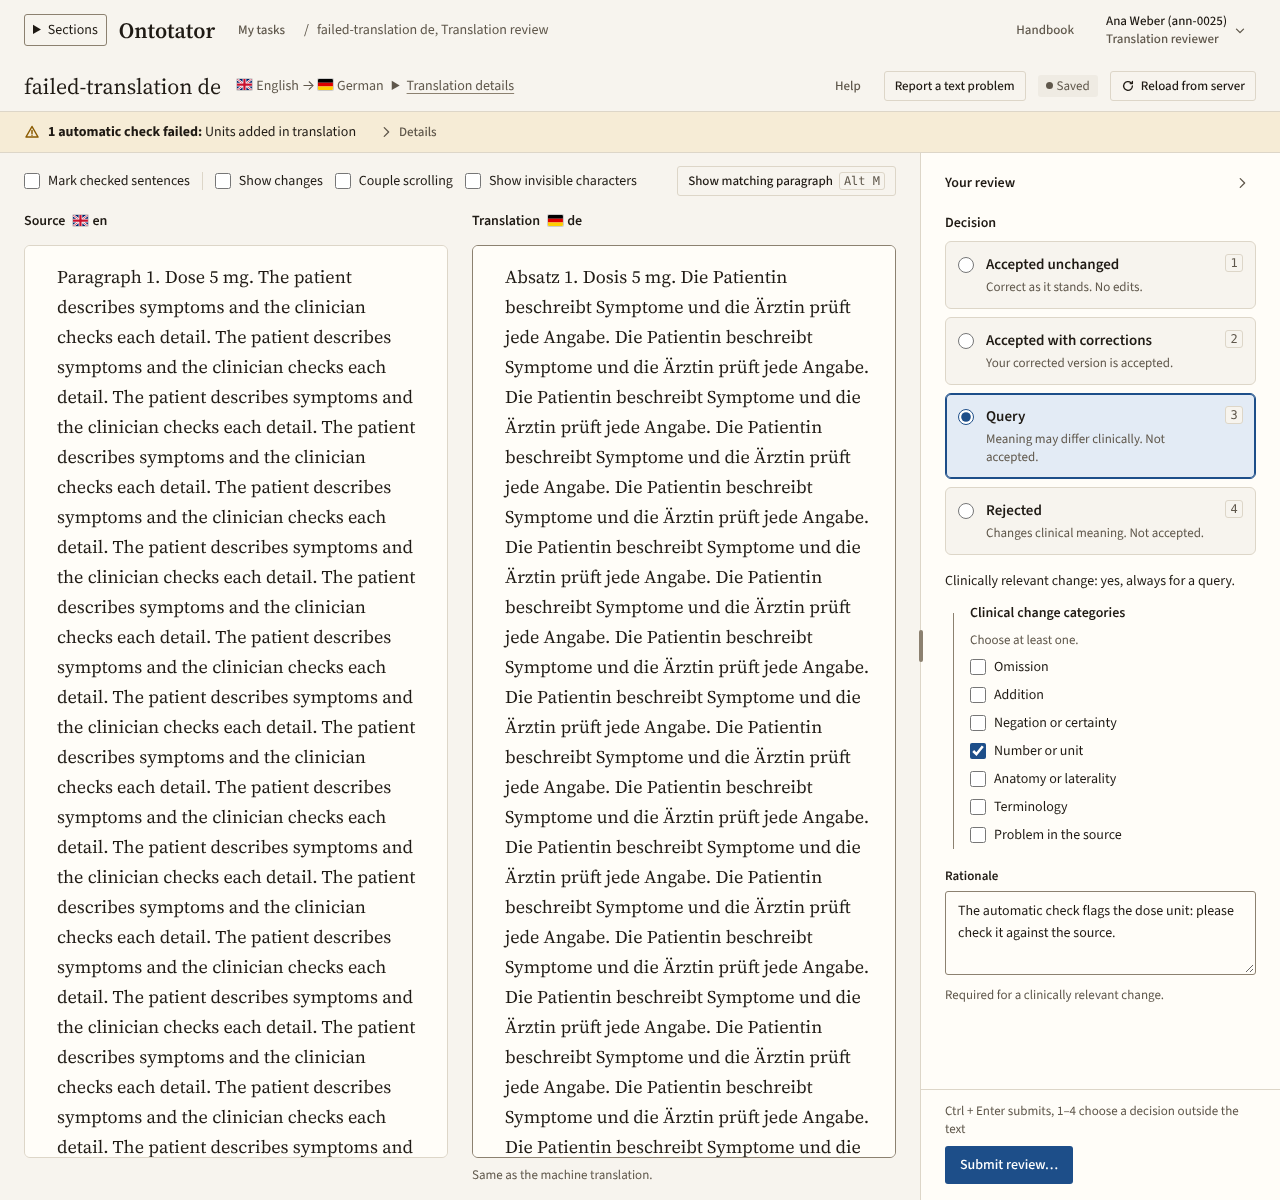 Sections
Ontotator
My tasks / failed-translation de, Translation review
Handbook
Ana Weber (ann-0025)
Translation reviewer
failed-translation de
English → German
Translation details
Help
Report a text problem
Saved
Reload from server
1 automatic check failed: Units added in translation
Details
Mark checked sentences
Show changes
Couple scrolling
Show invisible characters
Show matching paragraph Alt M
Source en
Paragraph 1. Dose 5 mg. The patient
describes symptoms and the clinician
checks each detail. The patient describes
symptoms and the clinician checks each
detail. The patient describes symptoms and
the clinician checks each detail. The patient
describes symptoms and the clinician
checks each detail. The patient describes
symptoms and the clinician checks each
detail. The patient describes symptoms and
the clinician checks each detail. The patient
describes symptoms and the clinician
checks each detail. The patient describes
symptoms and the clinician checks each
detail. The patient describes symptoms and
the clinician checks each detail. The patient
describes symptoms and the clinician
checks each detail. The patient describes
symptoms and the clinician checks each
detail. The patient describes symptoms and
the clinician checks each detail. The patient
describes symptoms and the clinician
checks each detail. The patient describes
symptoms and the clinician checks each
detail. The patient describes symptoms and
the clinician checks each detail. The patient
describes symptoms and the clinician
checks each detail. The patient describes
symptoms and the clinician checks each
detail. The patient describes symptoms and
Translation de
Absatz 1. Dosis 5 mg. Die Patientin
beschreibt Symptome und die Ärztin prüft
jede Angabe. Die Patientin beschreibt
Symptome und die Ärztin prüft jede Angabe.
Die Patientin beschreibt Symptome und die
Ärztin prüft jede Angabe. Die Patientin
beschreibt Symptome und die Ärztin prüft
jede Angabe. Die Patientin beschreibt
Symptome und die Ärztin prüft jede Angabe.
Die Patientin beschreibt Symptome und die
Ärztin prüft jede Angabe. Die Patientin
beschreibt Symptome und die Ärztin prüft
jede Angabe. Die Patientin beschreibt
Symptome und die Ärztin prüft jede Angabe.
Die Patientin beschreibt Symptome und die
Ärztin prüft jede Angabe. Die Patientin
beschreibt Symptome und die Ärztin prüft
jede Angabe. Die Patientin beschreibt
Symptome und die Ärztin prüft jede Angabe.
Die Patientin beschreibt Symptome und die
Ärztin prüft jede Angabe. Die Patientin
beschreibt Symptome und die Ärztin prüft
jede Angabe. Die Patientin beschreibt
Symptome und die Ärztin prüft jede Angabe.
Die Patientin beschreibt Symptome und die
Ärztin prüft jede Angabe. Die Patientin
beschreibt Symptome und die Ärztin prüft
jede Angabe. Die Patientin beschreibt
Symptome und die Ärztin prüft jede Angabe.
Die Patientin beschreibt Symptome und die
Same as the machine translation.
Your review
Decision
Accepted unchanged 1
Correct as it stands. No edits.
Accepted with corrections 2
Your corrected version is accepted.
Query 3
Meaning may differ clinically. Not
accepted.
Rejected 4
Changes clinical meaning. Not accepted.
Clinically relevant change: yes, always for a query.
Clinical change categories
Choose at least one.
Omission
Addition
Negation or certainty
Number or unit
Anatomy or laterality
Terminology
Problem in the source
Rationale
The automatic check flags the dose unit: please
check it against the source.
Required for a clinically relevant change.
Ctrl + Enter submits, 1–4 choose a decision outside the
text
Submit review…